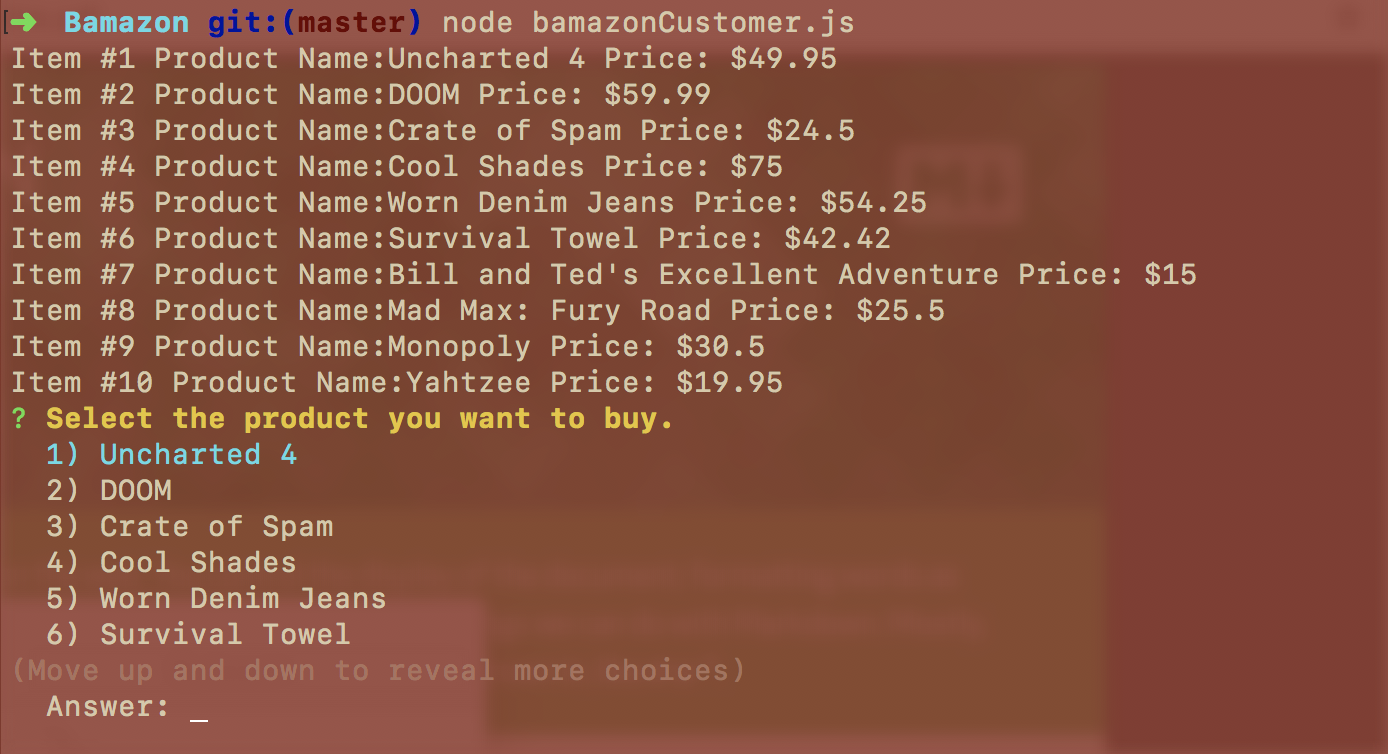 [➜ Bamazon git:(master) node bamazonCustomer.js
Item #1 Product Name:Uncharted 4 Price: $49.95
Item #2 Product Name:DOOM Price: $59.99
Item #3 Product Name:Crate of Spam Price: $24.5
Item #4 Product Name:Cool Shades Price: $75
Item #5 Product Name:Worn Denim Jeans Price: $54.25
Item #6 Product Name:Survival Towel Price: $42.42
Item #7 Product Name:Bill and Ted's Excellent Adventure Price: $15
Item #8 Product Name:Mad Max: Fury Road Price: $25.5
Item #9 Product Name:Monopoly Price: $30.5
Item #10 Product Name:Yahtzee Price: $19.95
? Select the product you want to buy.
1) Uncharted 4
2) DOOM
3) Crate of Spam
4) Cool Shades
5) Worn Denim Jeans
6) Survival Towel
(Move up and down to reveal more choices)
Answer: _